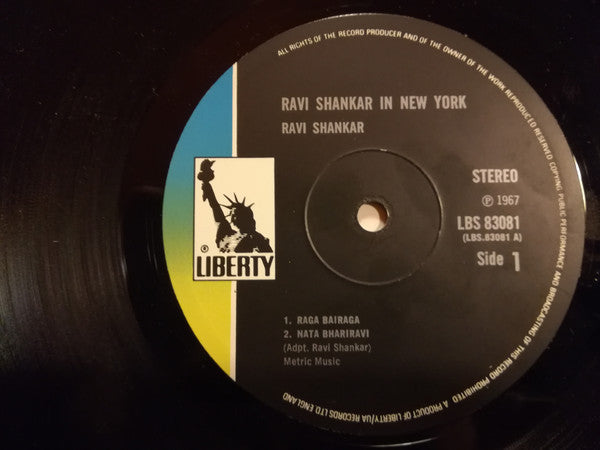 ALL RIGHTS OF THE RECORD PRODUCER AND OF THE OWNER OF THE WORK REPRODUCED RESERVED COPYING PUBLIC PERFORMANCE AND BROADCASTING OF THIS RECORD PROHIBITED. A PRODUCT OF LIBERTY/UA RECORDS LTD ENGLAND
RAVI SHANKAR IN NEW YORK
RAVI SHANKAR
STEREO
℗ 1967
LBS 83081
(LBS.83081 A)
Side 1
®
LIBERTY
1. RAGA BAIRAGA
2. NATA BHARIRAVI
(Adpt. Ravi Shankar)
Metric Music